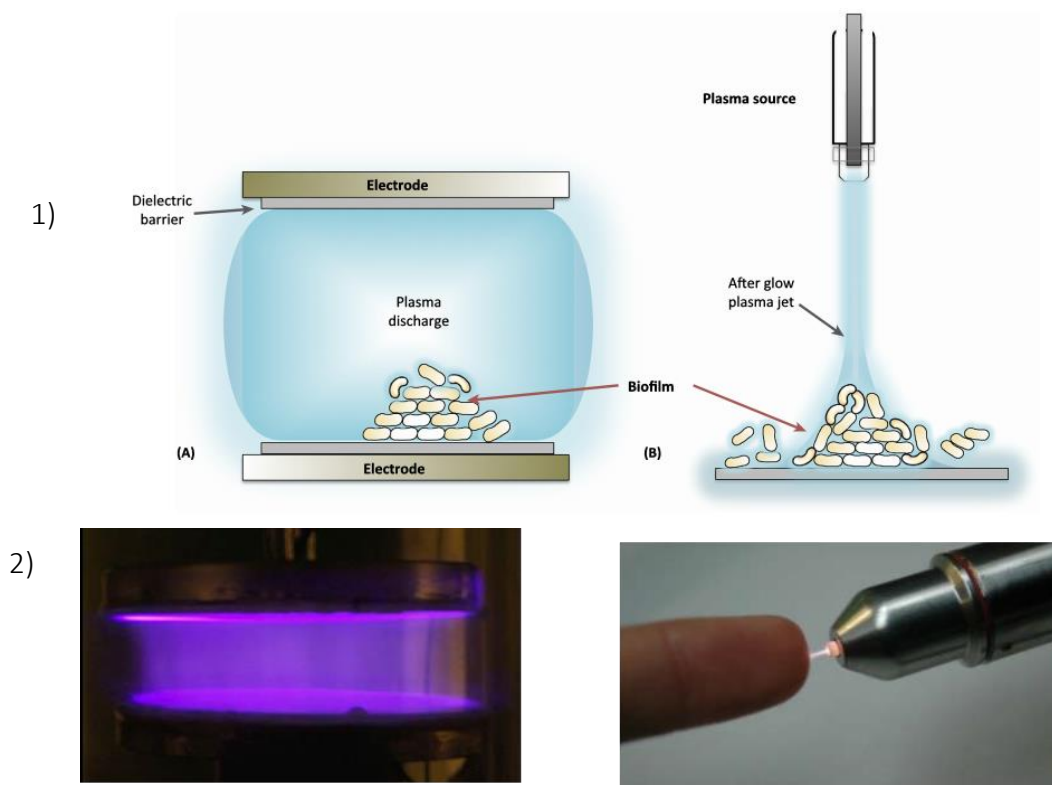 Plasma source
Electrode
Dielectric
barrier
1)
After glow
plasma jet
Plasma
discharge
Biofilm
(A)
(B)
Electrode
2)